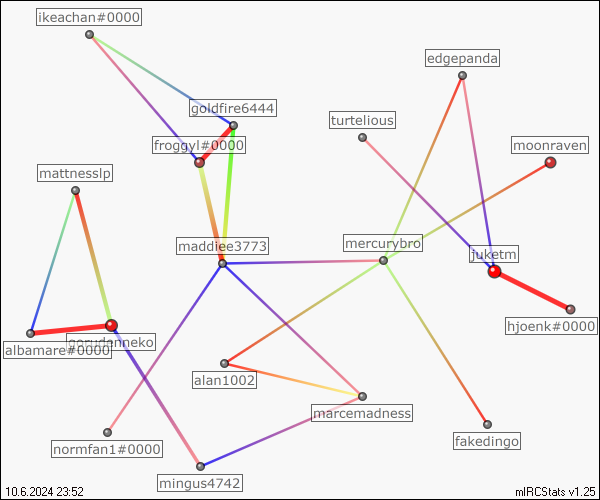 ikeachan#0000
edgepanda
goldfire6444
turtelious
froggyl#0000
moonraven
mattnesslp
maddiee3773
mercurybro
juketm
hjoenk#0000
gorudanneko
albamare#0000
alan1002
marcemadness
normfan1#0000
fakedingo
mingus4742
10.6.2024 23:52
mIRCStats v1.25